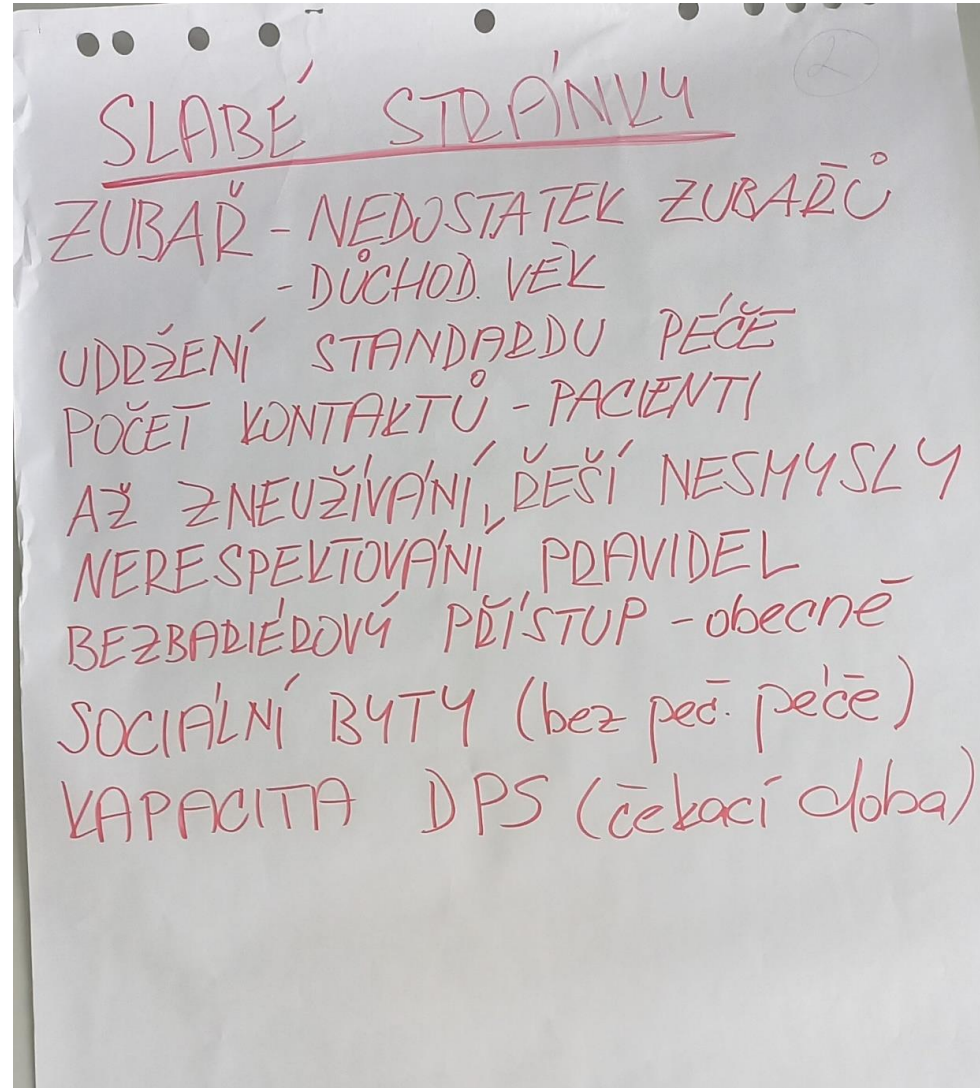 2
SLABÉ STRÁNKY
ZUBAŘ - NEDOSTATEK ZUBAŘŮ
- DŮCHOD. VĚK
UDRŽENÍ STANDARDU PÉČE
POČET KONTAKTŮ - PACIENTI
AŽ ZNEUŽÍVÁNÍ, ŘEŠÍ NESMYSLY
NERESPEKTOVÁNÍ PRAVIDEL
BEZBARIÉROVÝ PŘÍSTUP - obecně
SOCIÁLNÍ BYTY (bez peč. péče)
KAPACITA DPS (čekací doba)